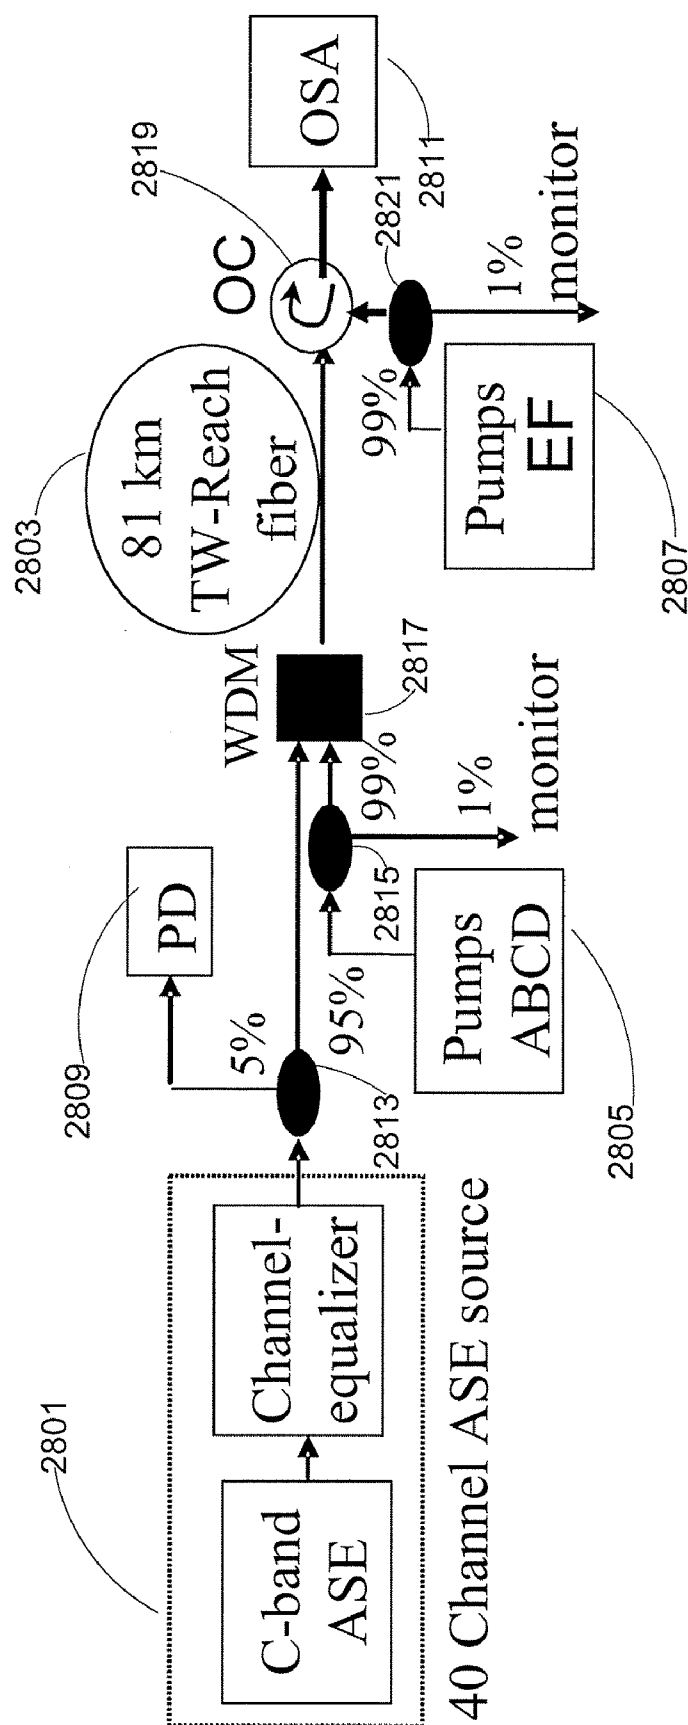 2801
C-band
ASE
Channel-
equalizer
40 Channel ASE source
2813
5%
95%
2809
PD
Pumps
ABCD
2805
2815
99%
1%
monitor
WDM
2817
2803
81 km
TW-Reach
fiber
OC
2819
99%
2821
Pumps
EF
2807
1%
monitor
OSA
2811